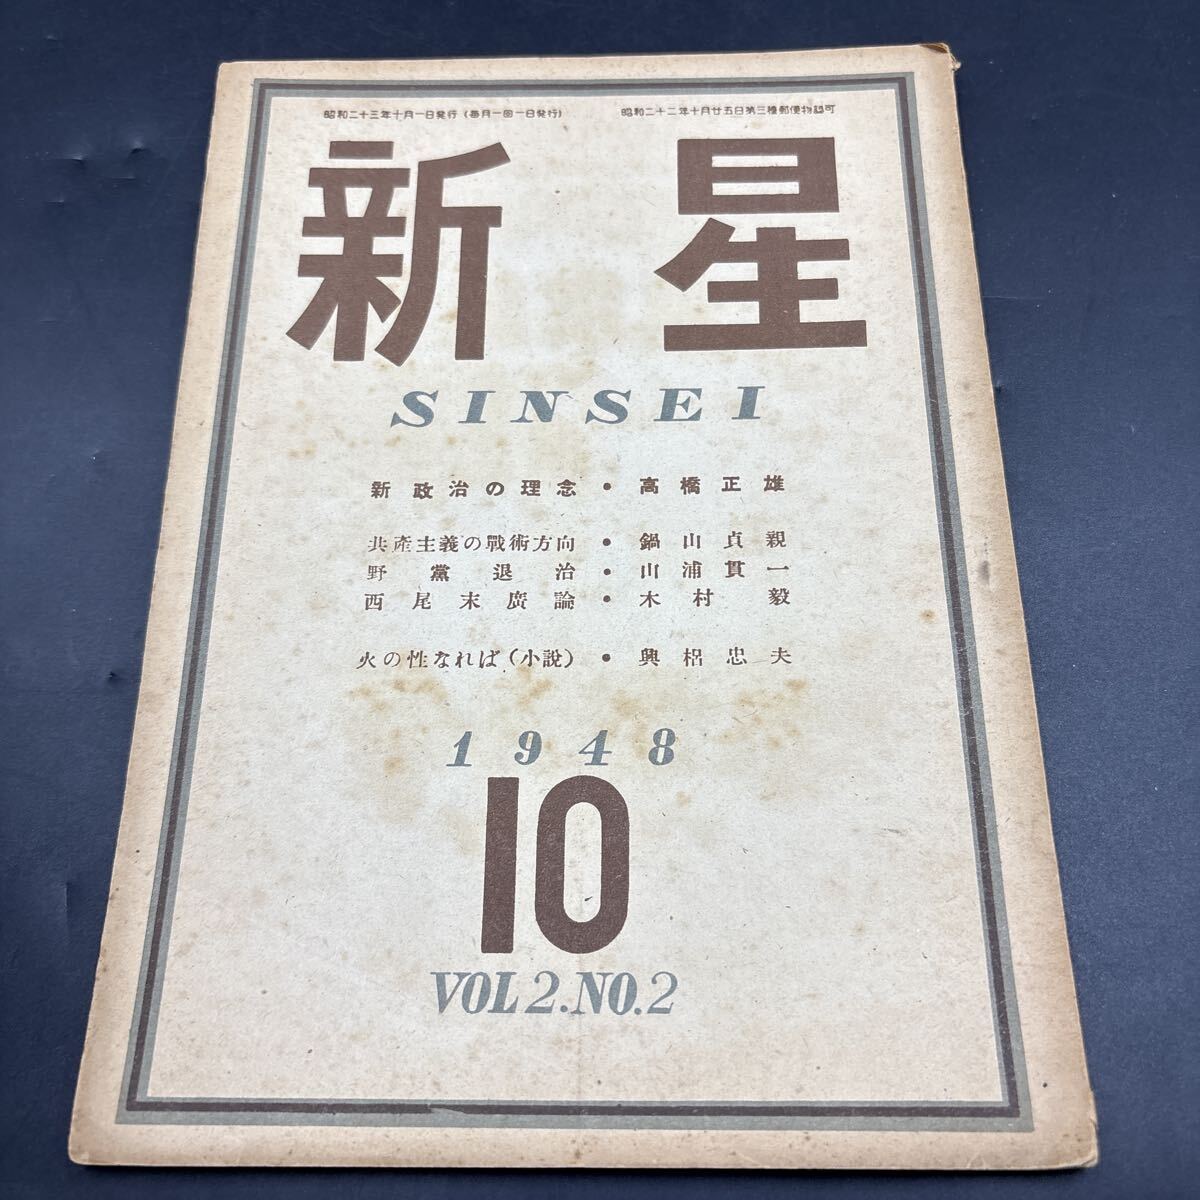 昭和二十三年十月一日発行(毎月一回一日発行) 昭和二十二年十月廿五日第三種郵便物認可
新星
SINSEI
新政治の理念・高橋正雄
共產主義の戰術方向・鍋山貞親
野黨退治・山浦貫一
西尾末廣論・木村毅
火の性なれば(小説)・興梠忠夫
1948
10
VOL2.NO.2